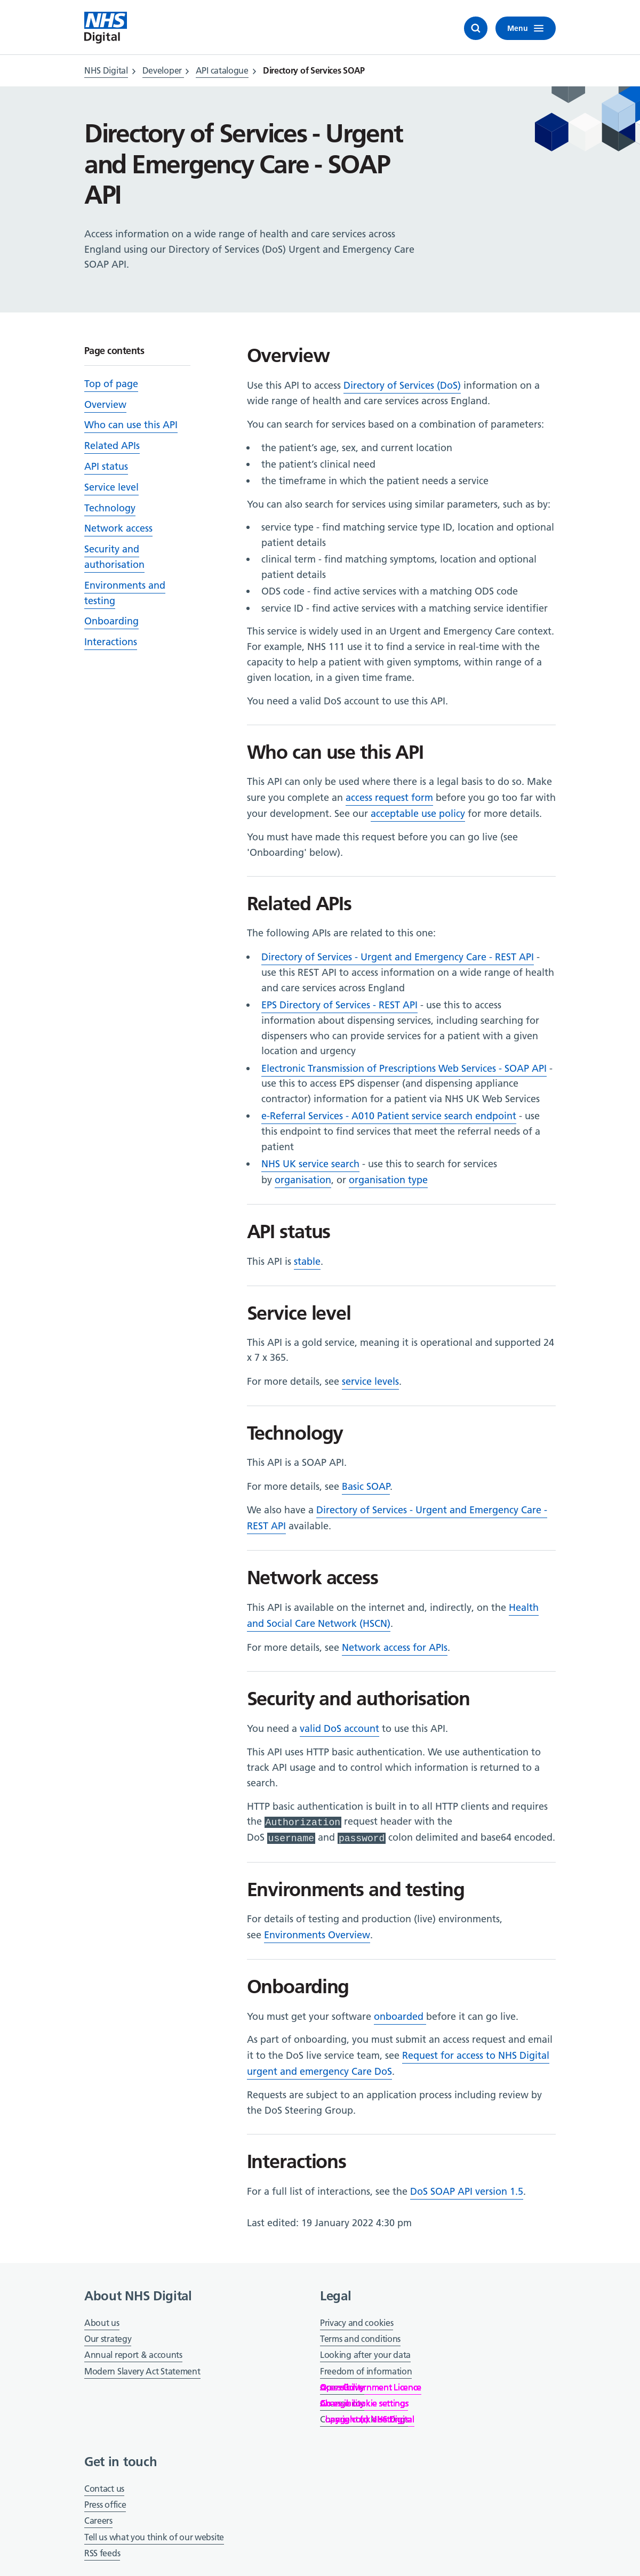 NHS
Digital
Menu
NHS Digital > Developer > API catalogue > Directory of Services SOAP
Directory of Services - Urgent
and Emergency Care - SOAP
API
Access information on a wide range of health and care services across
England using our Directory of Services (DoS) Urgent and Emergency Care
SOAP API.
Page contents
Top of page
Overview
Who can use this API
Related APIs
API status
Service level
Technology
Network access
Security and
authorisation
Environments and
testing
Onboarding
Interactions
Overview
Use this API to access Directory of Services (DoS) information on a
wide range of health and care services across England.
You can search for services based on a combination of parameters:
• the patient's age, sex, and current location
• the patient's clinical need
• the timeframe in which the patient needs a service
You can also search for services using similar parameters, such as by:
• service type - find matching service type ID, location and optional
patient details
• clinical term - find matching symptoms, location and optional
patient details
• ODS code - find active services with a matching ODS code
• service ID - find active services with a matching service identifier
This service is widely used in an Urgent and Emergency Care context.
For example, NHS 111 use it to find a service in real-time with the
capacity to help a patient with given symptoms, within range of a
given location, in a given time frame.
You need a valid DoS account to use this API.
Who can use this API
This API can only be used where there is a legal basis to do so. Make
sure you complete an access request form before you go too far with
your development. See our acceptable use policy for more details.
You must have made this request before you can go live (see
'Onboarding' below).
Related APIs
The following APIs are related to this one:
• Directory of Services - Urgent and Emergency Care - REST API -
use this REST API to access information on a wide range of health
and care services across England
• EPS Directory of Services - REST API - use this to access
information about dispensing services, including searching for
dispensers who can provide services for a patient with a given
location and urgency
• Electronic Transmission of Prescriptions Web Services - SOAP API -
use this to access EPS dispenser (and dispensing appliance
contractor) information for a patient via NHS UK Web Services
• e-Referral Services - A010 Patient service search endpoint - use
this endpoint to find services that meet the referral needs of a
patient
• NHS UK service search - use this to search for services
by organisation, or organisation type
API status
This API is stable.
Service level
This API is a gold service, meaning it is operational and supported 24
x 7 x 365.
For more details, see service levels.
Technology
This API is a SOAP API.
For more details, see Basic SOAP.
We also have a Directory of Services - Urgent and Emergency Care -
REST API available.
Network access
This API is available on the internet and, indirectly, on the Health
and Social Care Network (HSCN).
For more details, see Network access for APIs.
Security and authorisation
You need a valid DoS account to use this API.
This API uses HTTP basic authentication. We use authentication to
track API usage and to control which information is returned to a
search.
HTTP basic authentication is built in to all HTTP clients and requires
the Authorization request header with the
DoS username and password colon delimited and base64 encoded.
Environments and testing
For details of testing and production (live) environments,
see Environments Overview.
Onboarding
You must get your software onboarded before it can go live.
As part of onboarding, you must submit an access request and email
it to the DoS live service team, see Request for access to NHS Digital
urgent and emergency Care DoS.
Requests are subject to an application process including review by
the DoS Steering Group.
Interactions
For a full list of interactions, see the DoS SOAP API version 1.5.
Last edited: 19 January 2022 4:30 pm
About NHS Digital
About us
Our strategy
Annual report & accounts
Modern Slavery Act Statement
Legal
Privacy and cookies
Terms and conditions
Looking after your data
Freedom of information
Get in touch
Contact us
Press office
Careers
Tell us what you think of our website
RSS feeds